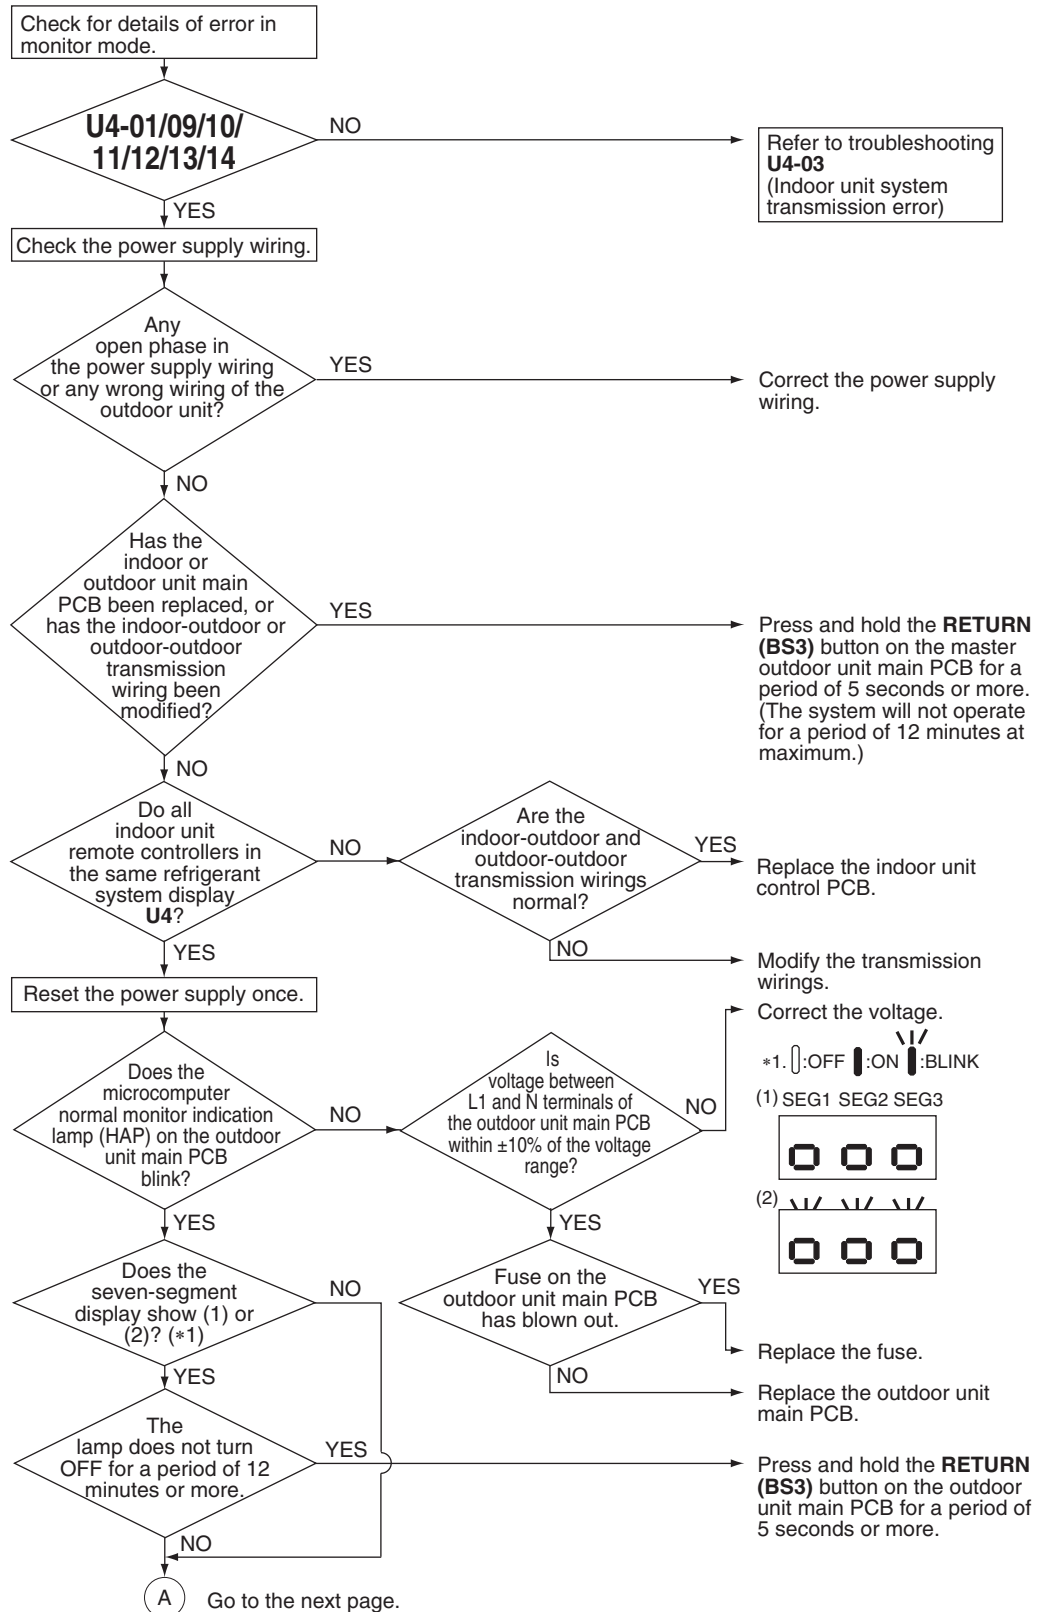 Check for details of error in
monitor mode.
U4-01/09/10/
11/12/13/14
NO
Refer to troubleshooting
U4-03
(Indoor unit system
transmission error)
YES
Check the power supply wiring.
Any
open phase in
the power supply wiring
or any wrong wiring of the
outdoor unit?
YES
Correct the power supply
wiring.
NO
Has the
indoor or
outdoor unit main
PCB been replaced, or
has the indoor-outdoor or
outdoor-outdoor
transmission
wiring been
modified?
YES
Press and hold the RETURN
(BS3) button on the master
outdoor unit main PCB for a
period of 5 seconds or more.
(The system will not operate
for a period of 12 minutes at
maximum.)
NO
Do all
indoor unit
remote controllers in
the same refrigerant
system display
U4?
NO
Are the
indoor-outdoor and
outdoor-outdoor
transmission wirings
normal?
YES
Replace the indoor unit
control PCB.
NO
Modify the transmission
wirings.
YES
Reset the power supply once.
Does the
microcomputer
normal monitor indication
lamp (HAP) on the outdoor
unit main PCB
blink?
NO
Is
voltage between
L1 and N terminals of
the outdoor unit main PCB
within ±10% of the voltage
range?
NO
Correct the voltage.
*1. :OFF :ON :BLINK
(1) SEG1 SEG2 SEG3
o o o
(2)
o o o
YES
YES
Does the
seven-segment
display show (1) or
(2)? (*1)
NO
Fuse on the
outdoor unit main PCB
has blown out.
YES
Replace the fuse.
NO
Replace the outdoor unit
main PCB.
YES
The
lamp does not turn
OFF for a period of 12
minutes or more.
YES
Press and hold the RETURN
(BS3) button on the outdoor
unit main PCB for a period of
5 seconds or more.
NO
A
Go to the next page.